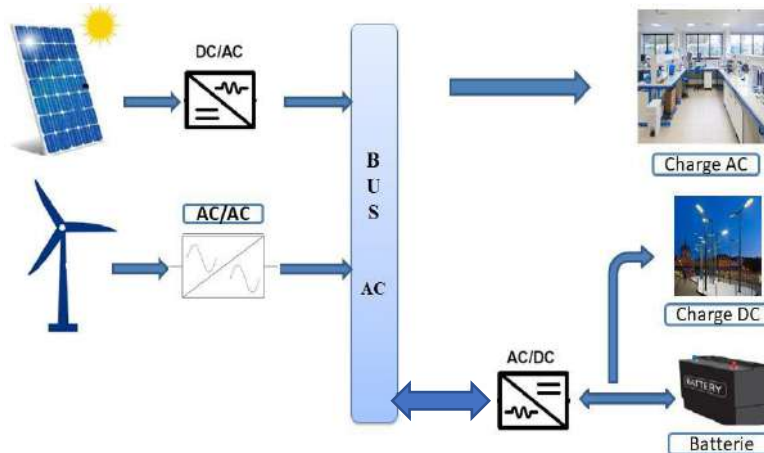 DC/AC
B
U
S
AC
Charge AC
AC/AC
Charge DC
AC/DC
BATTERY
Batterie